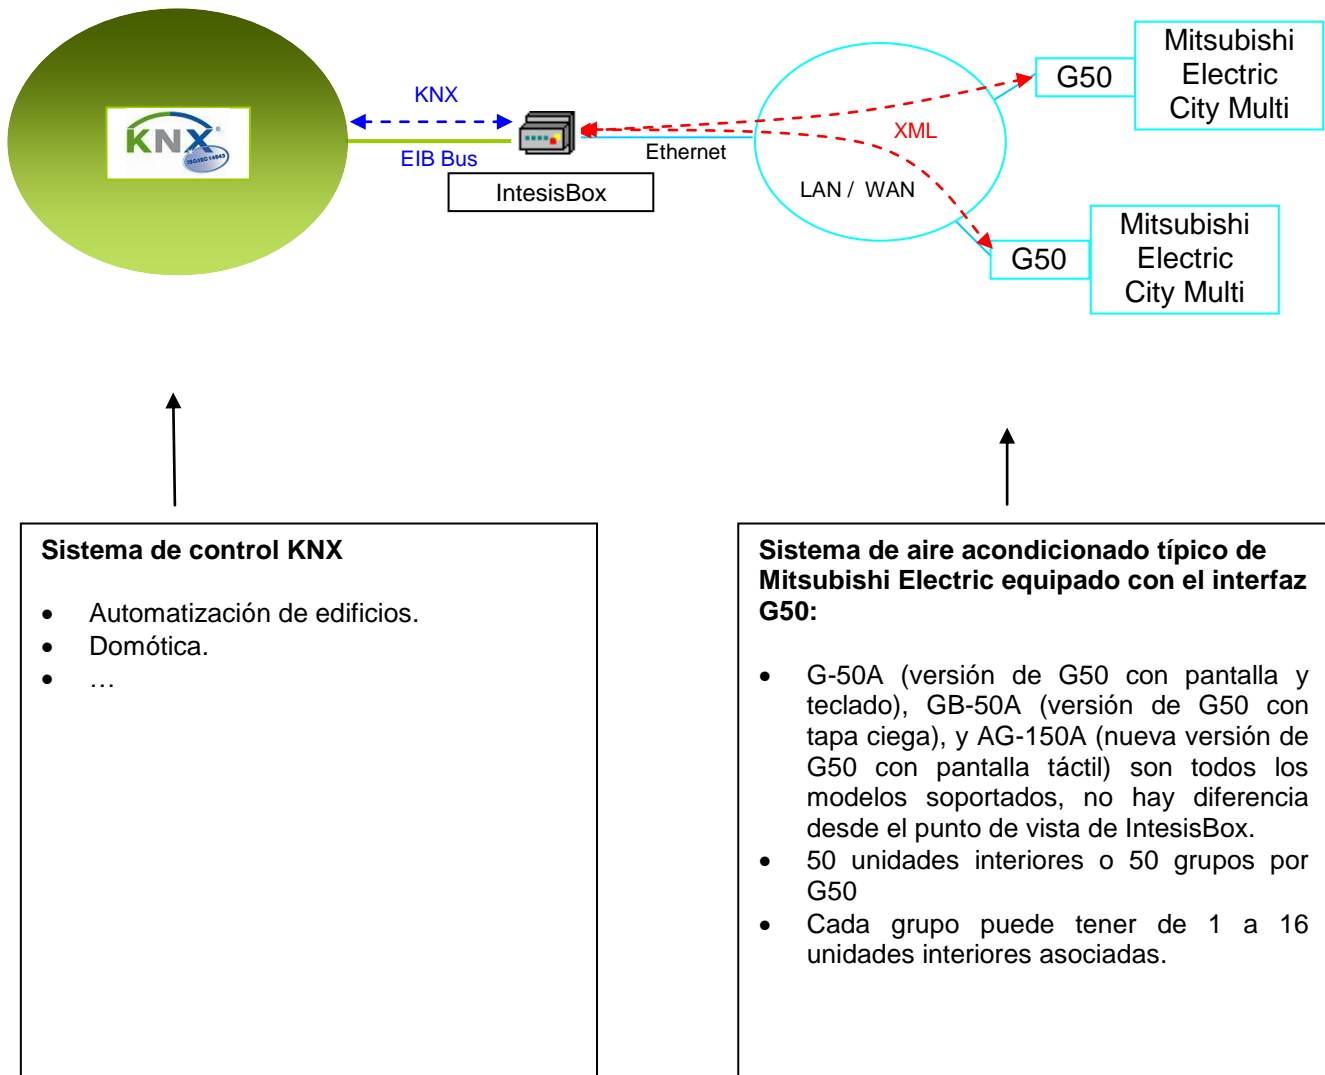 Mitsubishi
Electric
City Multi
G50
KNX
KNX
XML
EIB Bus
Ethernet
IntesisBox
LAN / WAN
Mitsubishi
Electric
City Multi
G50
Sistema de control KNX
• Automatización de edificios.
• Domótica.
• …
Sistema de aire acondicionado típico de
Mitsubishi Electric equipado con el interfaz
G50:
• G-50A (versión de G50 con pantalla y
teclado), GB-50A (versión de G50 con
tapa ciega), y AG-150A (nueva versión de
G50 con pantalla táctil) son todos los
modelos soportados, no hay diferencia
desde el punto de vista de IntesisBox.
• 50 unidades interiores o 50 grupos por
G50
• Cada grupo puede tener de 1 a 16
unidades interiores asociadas.